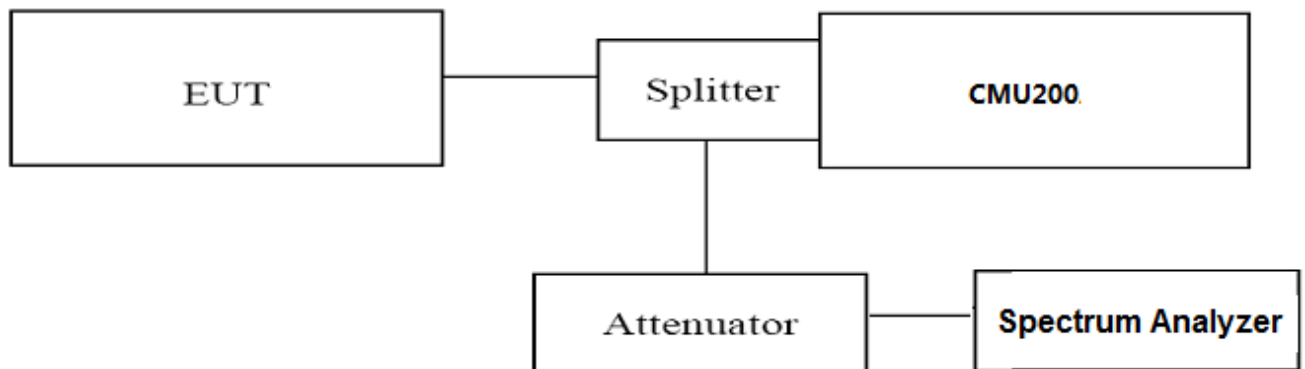 EUT
Splitter
CMU200
Attenuator
Spectrum Analyzer